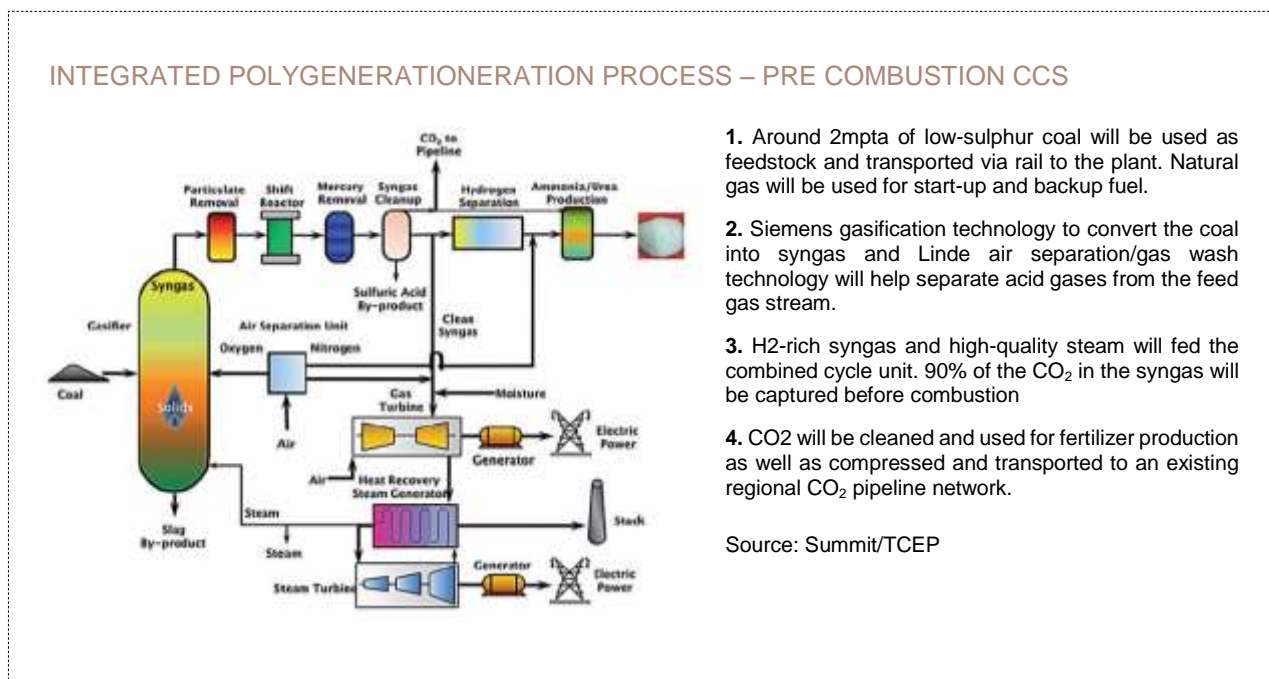 INTEGRATED POLYGENERATIONERATION PROCESS – PRE COMBUSTION CCS
CO₂ to
Pipeline
Particulate
Removal
Shift
Reactor
Mercury
Removal
Syngas
Cleanup
Hydrogen
Separation
Ammonia/Urea
Production
Syngas
Sulfuric Acid
By-product
Clean
Syngas
Gasifier
Air Separation Unit
Oxygen
Nitrogen
Coal
Solids
Air
Gas
Turbine
Moisture
Electric
Power
Generator
Air
Heat Recovery
Steam Generator
Steam
Stack
Slag
By-product
Steam
Steam Turbine
Generator
Electric
Power
1. Around 2mpta of low-sulphur coal will be used as
feedstock and transported via rail to the plant. Natural
gas will be used for start-up and backup fuel.
2. Siemens gasification technology to convert the coal
into syngas and Linde air separation/gas wash
technology will help separate acid gases from the feed
gas stream.
3. H2-rich syngas and high-quality steam will fed the
combined cycle unit. 90% of the CO₂ in the syngas will
be captured before combustion
4. CO2 will be cleaned and used for fertilizer production
as well as compressed and transported to an existing
regional CO₂ pipeline network.
Source: Summit/TCEP